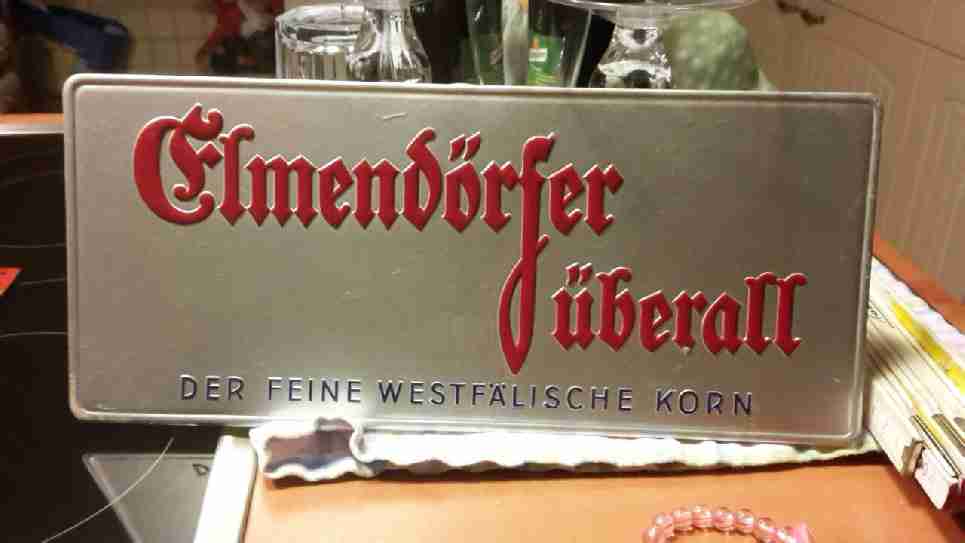 Elmendörfer
überall
DER FEINE WESTFÄLISCHE KORN